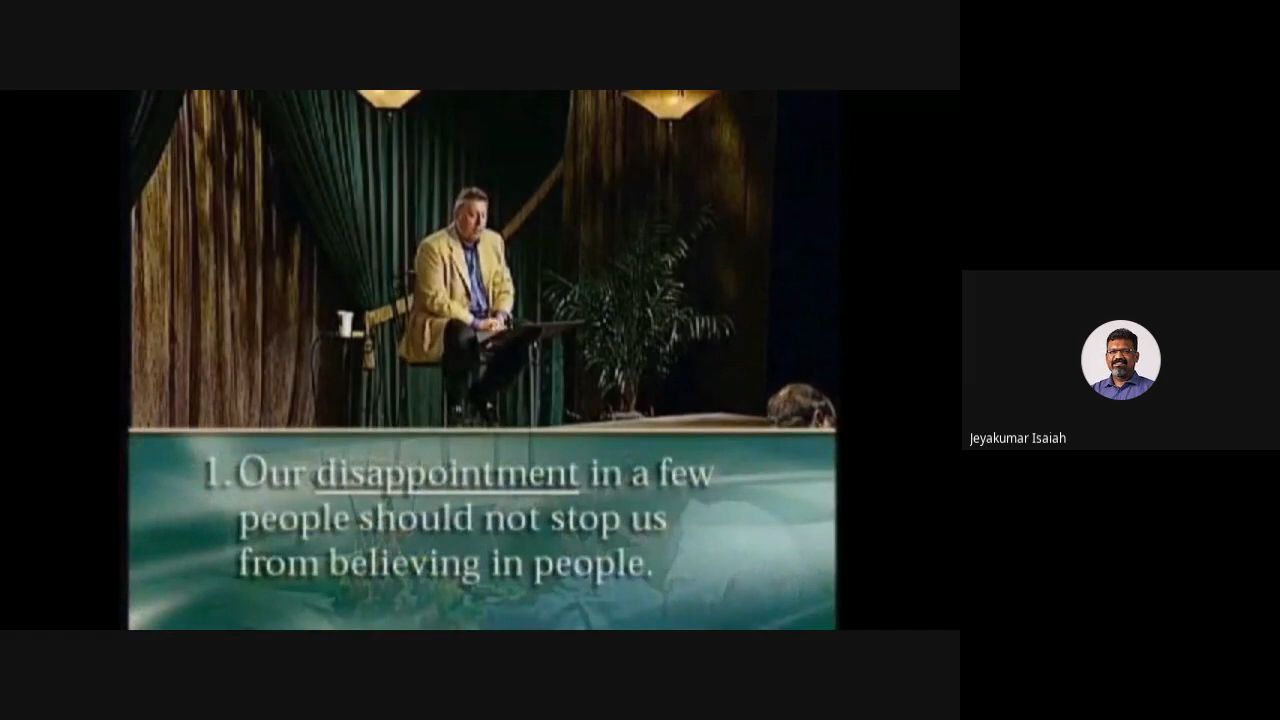 1. Our disappointment in a few
people should not stop us
from believing in people.
Jeyakumar Isaiah